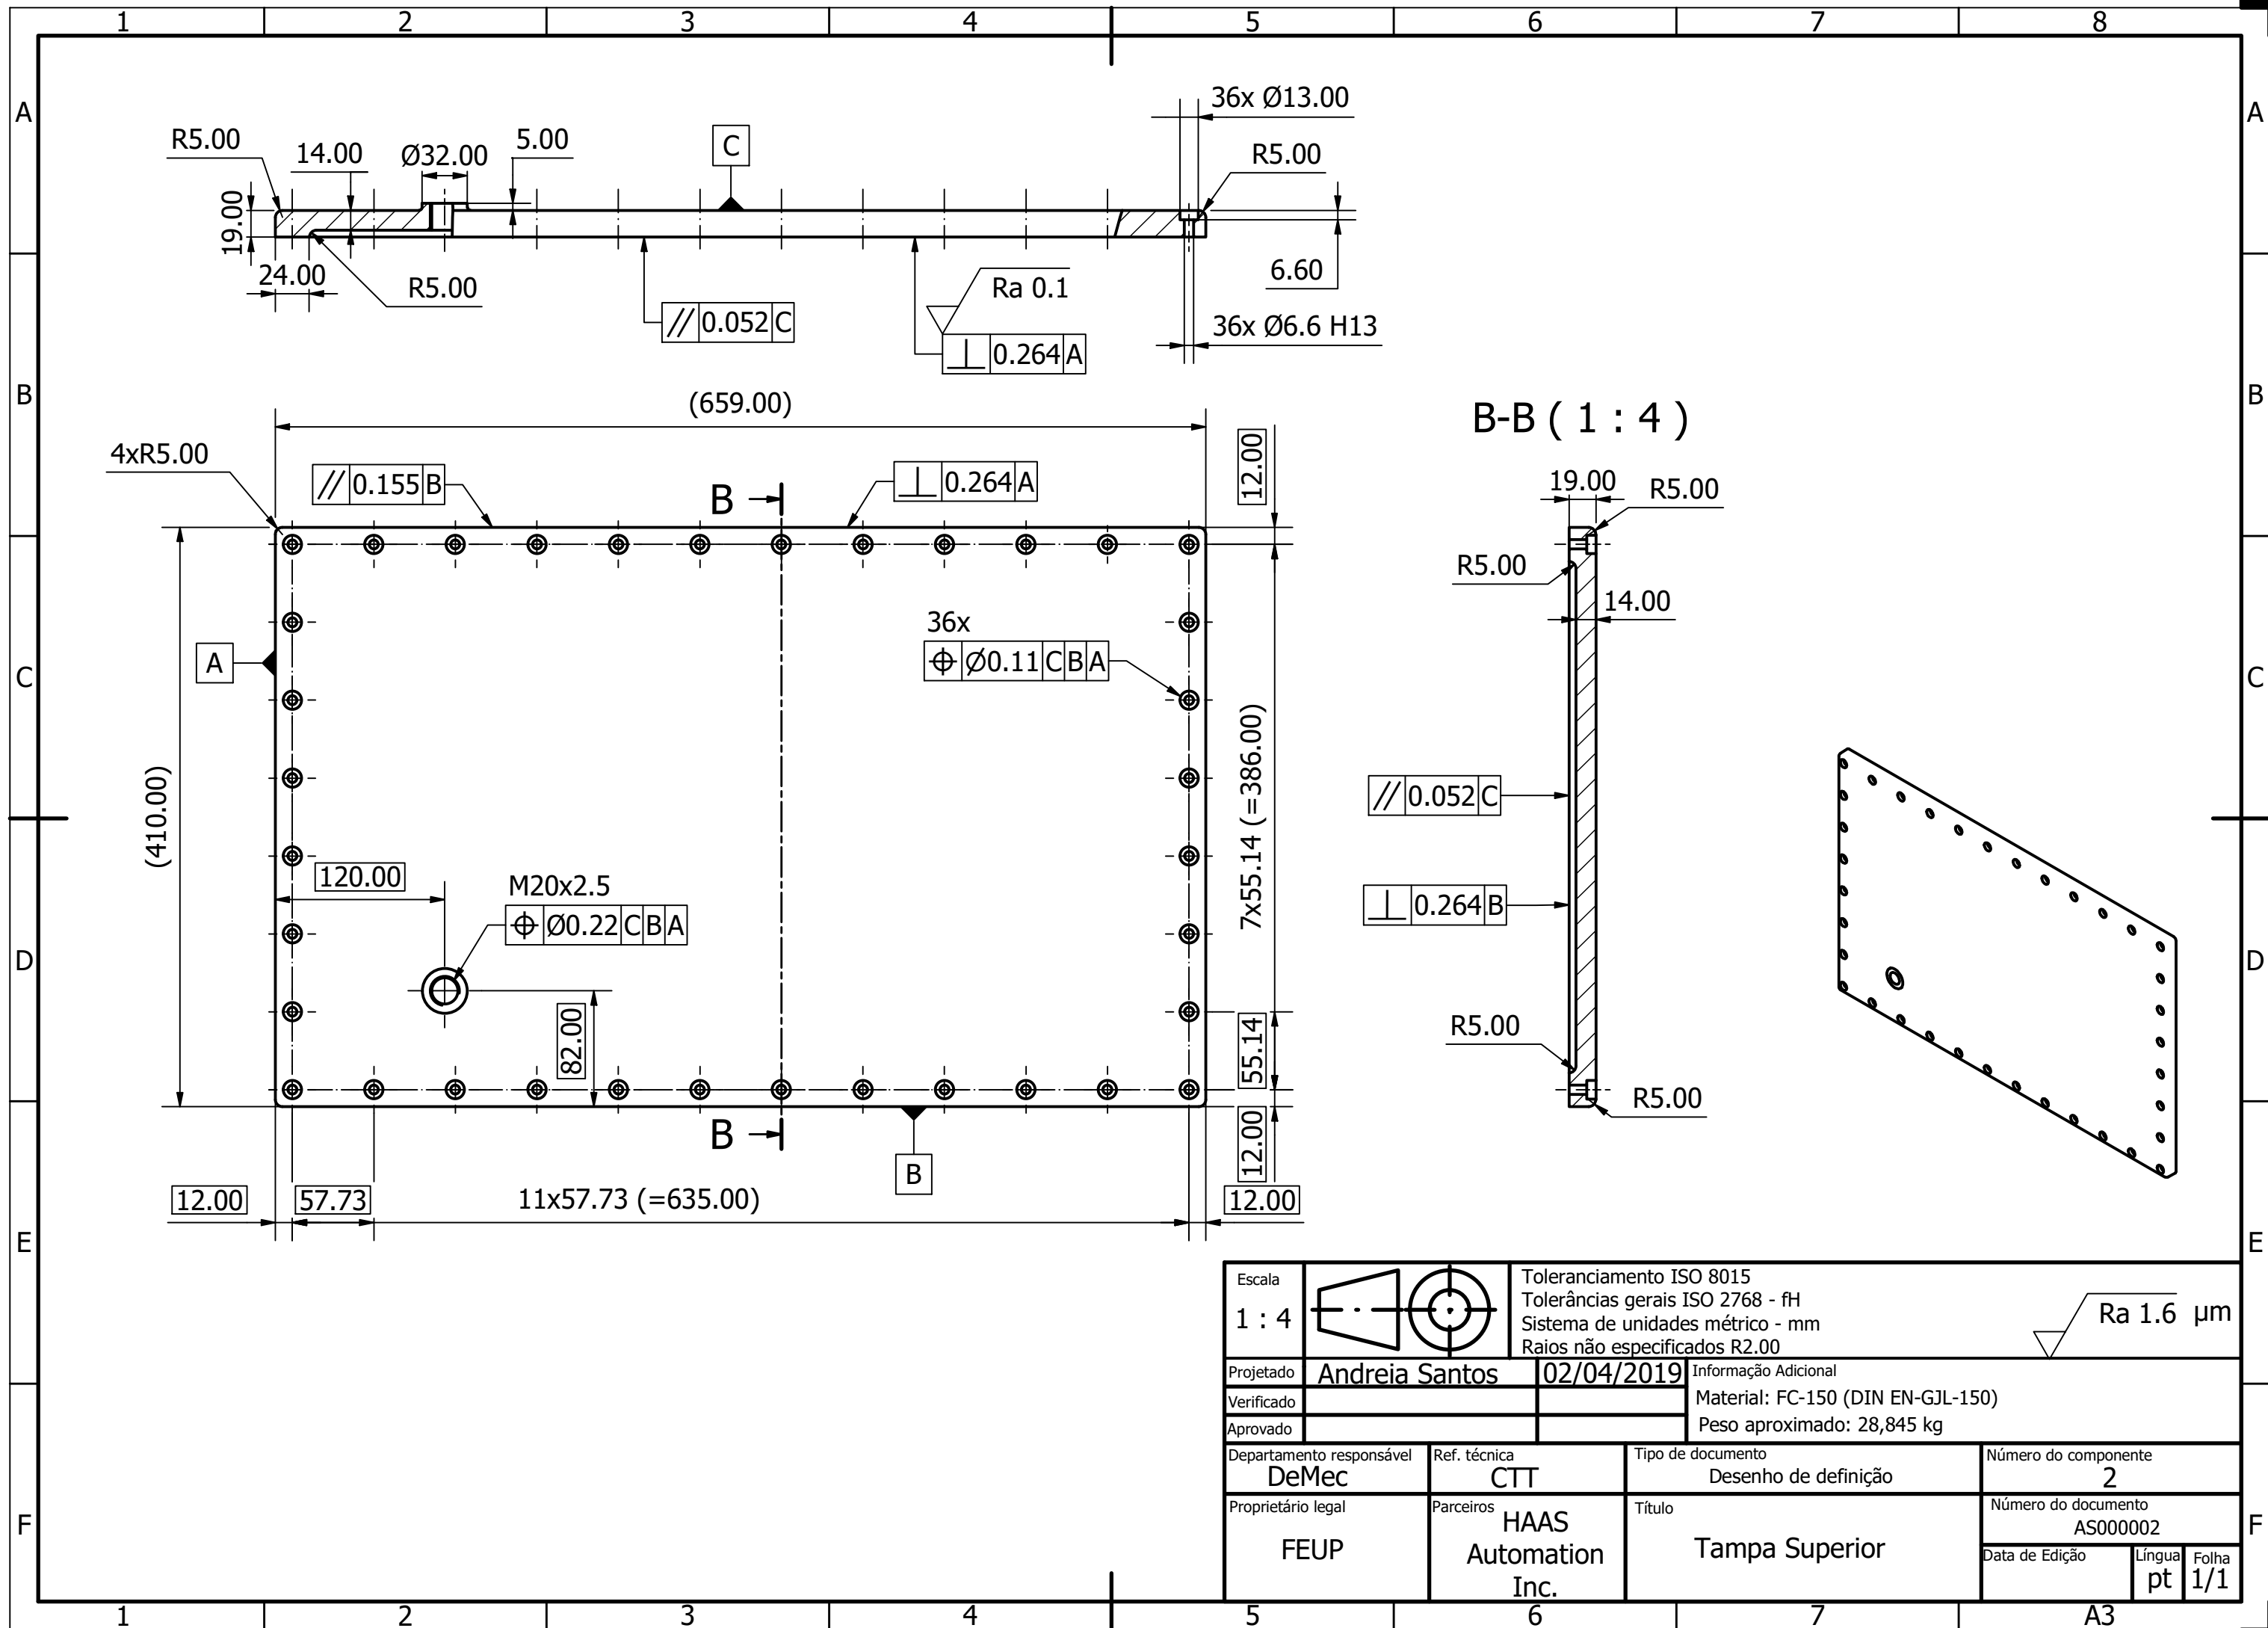 1 2 3 4 5 6 7 8
A
B
C
D
E
F
A
B
C
D
E
F
R5.00
14.00
Ø32.00
5.00
C
36x Ø13.00
R5.00
19.00
24.00
R5.00
// 0.052 C
Ra 0.1
⊥ 0.264 A
6.60
36x Ø6.6 H13
(659.00)
4xR5.00
// 0.155 B
B
⊥ 0.264 A
12.00
A
36x
⌖ Ø0.11 C B A
(410.00)
7x55.14 (=386.00)
120.00
M20x2.5
⌖ Ø0.22 C B A
82.00
55.14
12.00
B
B
12.00
57.73
11x57.73 (=635.00)
12.00
B-B ( 1 : 4 )
19.00
R5.00
R5.00
14.00
// 0.052 C
⊥ 0.264 B
R5.00
R5.00
Escala
1 : 4
Toleranciamento ISO 8015
Tolerâncias gerais ISO 2768 - fH
Sistema de unidades métrico - mm
Raios não especificados R2.00
Ra 1.6 µm
Projetado Andreia Santos 02/04/2019
Verificado
Aprovado
Informação Adicional
Material: FC-150 (DIN EN-GJL-150)
Peso aproximado: 28,845 kg
Departamento responsável
DeMec
Ref. técnica
CTT
Tipo de documento
Desenho de definição
Número do componente
2
Proprietário legal
FEUP
Parceiros
HAAS
Automation
Inc.
Título
Tampa Superior
Número do documento
AS000002
Data de Edição
Língua
pt
Folha
1/1
1 2 3 4 5 6 7 A3